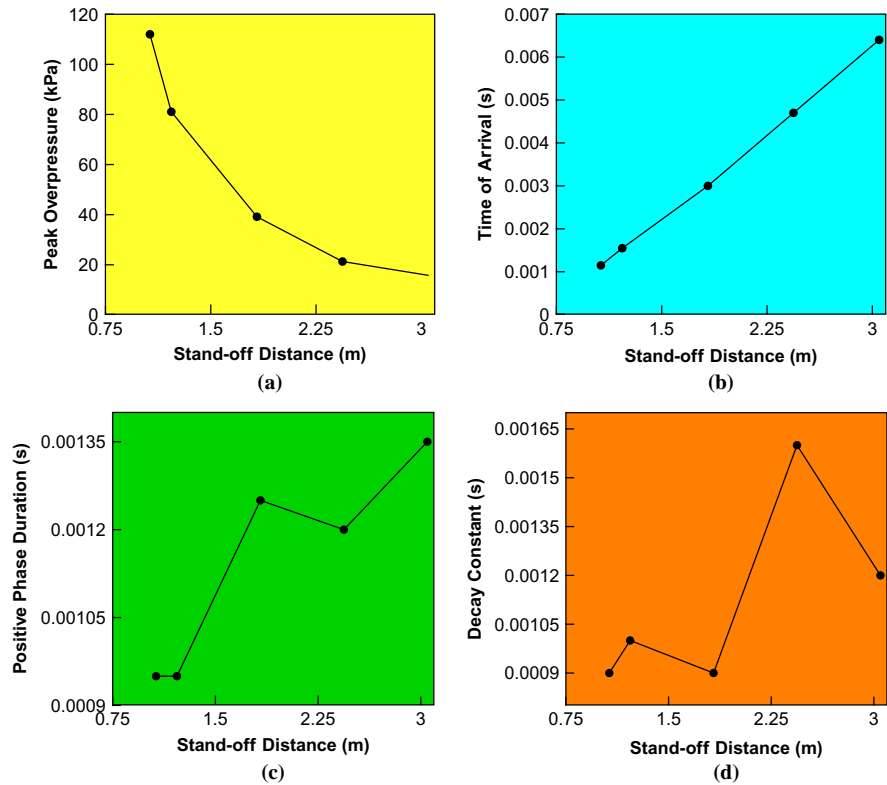 120
100
80
60
40
20
0
0.75 1.5 2.25 3
Peak Overpressure (kPa)
Stand-off Distance (m)
(a)
0.007
0.006
0.005
0.004
0.003
0.002
0.001
0
0.75 1.5 2.25 3
Time of Arrival (s)
Stand-off Distance (m)
(b)
0.00135
0.0012
0.00105
0.0009
0.75 1.5 2.25 3
Positive Phase Duration (s)
Stand-off Distance (m)
(c)
0.00165
0.0015
0.00135
0.0012
0.00105
0.0009
0.75 1.5 2.25 3
Decay Constant (s)
Stand-off Distance (m)
(d)